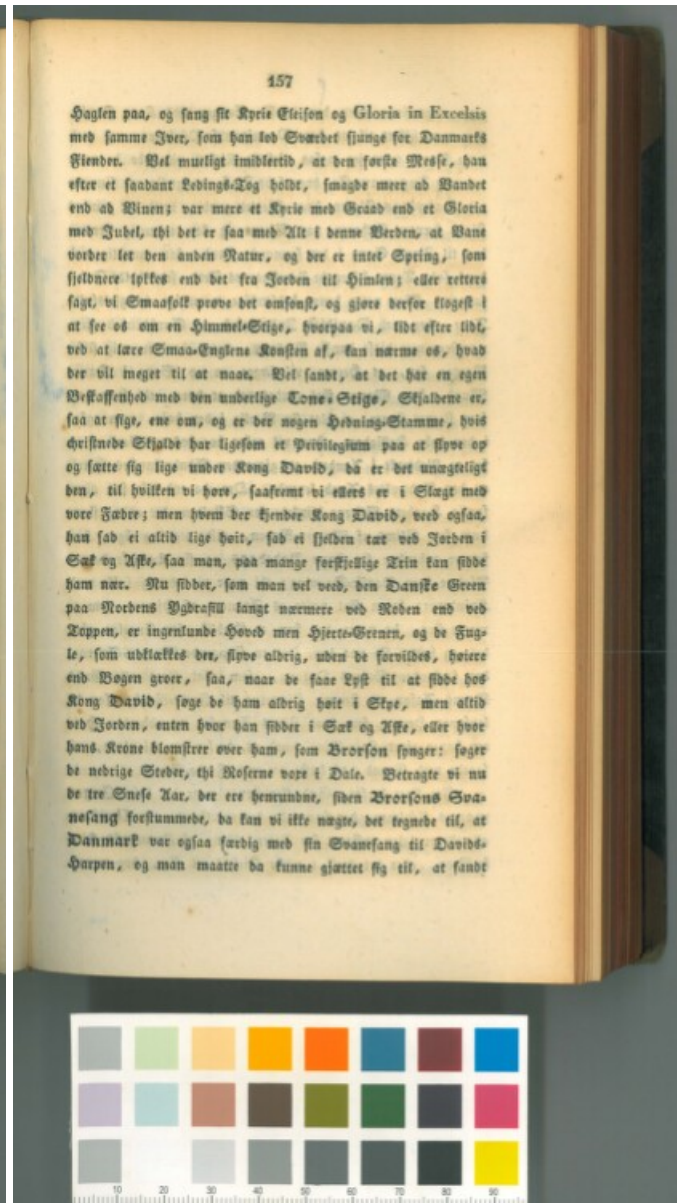 157
Haglen paa, og sang sit Kyrie Eleison og Gloria in Excelsis
med samme Iver, som han lod Sværdet sjunge for Danmarks
Fiender. Vel mueligt imidlertid, at den første Messe, han
efter et saadant Ledings-Tog holdt, smagde meer ad Vandet
end ad Vinen; var mere et Kyrie med Graad end et Gloria
med Jubel, thi det er saa med Alt i denne Verden, at Vane
vorder let den anden Natur, og der er intet Spring, som
sjeldnere lykkes end det fra Jorden til Himlen; eller rettere
sagt, vi Smaafolk prøve det omsonst, og gjøre derfor klogest i
at see os om en Himmel-Stige, hvorpaa vi, lidt efter lidt,
ved at lære Smaa-Englene Konsten af, kan nærme os, hvad
der vil meget til at naae. Vel sandt, at det har en egen
Beskaffenhed med den underlige Tone-Stige, Skjaldene er,
saa at sige, ene om, og er der nogen Hedning-Stamme, hvis
christnede Skjalde har ligesom et Privilegium paa at flyve op
og sætte sig lige under Kong David, da er det unægteligt
den, til hvilken vi høre, saafremt vi ellers er i Slægt med
vore Fædre; men hvem der kjender Kong David, veed ogsaa,
han sad ei altid lige høit, sad ei sjelden tæt ved Jorden i
Sæk og Aske, saa man, paa mange forskjellige Trin kan sidde
ham nær. Nu sidder, som man vel veed, den Danske Green
paa Nordens Ygdrasill langt nærmere ved Roden end ved
Toppen, er ingenlunde Hoved men Hjerte-Grenen, og de Fug-
le, som udklækkes der, flyve aldrig, uden de forvildes, høiere
end Bøgen groer, saa, naar de faae Lyst til at sidde hos
Kong David, søge de ham aldrig høit i Skye, men altid
ved Jorden, enten hvor han sidder i Sæk og Aske, eller hvor
hans Krone blomstrer over ham, som Brorson synger: søger
de nedrige Steder, thi Roserne voxe i Dale. Betragte vi nu
de tre Snese Aar, der ere henrundne, siden Brorsons Sva-
nesang forstummede, da kan vi ikke nægte, det tegnede til, at
Danmark var ogsaa færdig med sin Svanesang til Davids-
Harpen, og man maatte da kunne gjættet sig til, at sandt
10 20 30 40 50 60 70 80 90